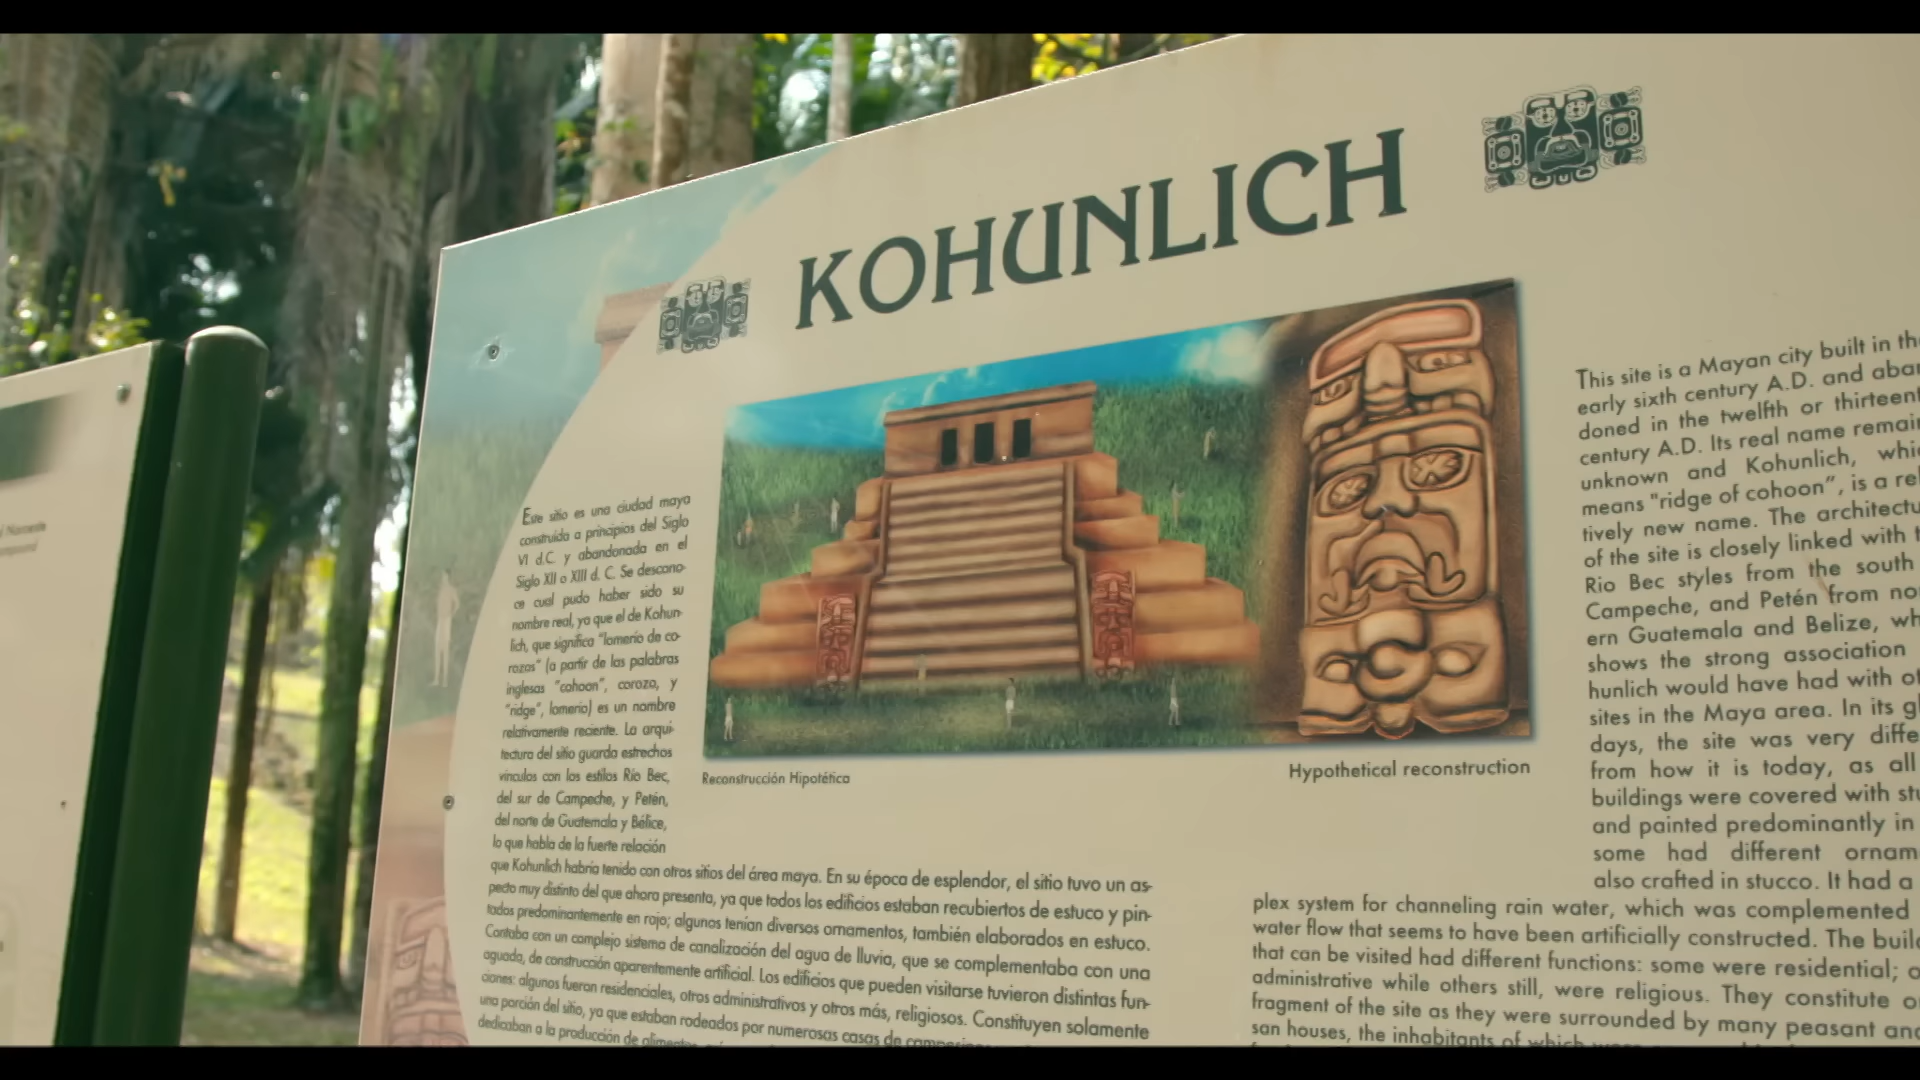 KOHUNLICH
Este sitio es una ciudad maya
construida a principios del Siglo
VI d.C. y abandonada en el
Siglo XII o XIII d. C. Se descono-
ce cual pudo haber sido su
nombre real, ya que el de Kohun-
lich, que significa "lomerío de co-
rozos" (a partir de las palabras
inglesas "cohoon", corozo, y
"ridge", lomerío) es un nombre
relativamente reciente. La arqui-
tectura del sitio guarda estrechos
vínculos con los estilos Río Bec,
del sur de Campeche, y Petén,
del norte de Guatemala y Bélice,
lo que habla de la fuerte relación
que Kohunlich habría tenido con otros sitios del área maya. En su época de esplendor, el sitio tuvo un as-
pecto muy distinto del que ahora presenta, ya que todos los edificios estaban recubiertos de estuco y pin-
tados predominantemente en rojo; algunos tenían diversos ornamentos, también elaborados en estuco.
Contaba con un complejo sistema de canalización del agua de lluvia, que se complementaba con una
aguada, de construcción aparentemente artificial. Los edificios que pueden visitarse tuvieron distintas fun-
ciones: algunos fueron residenciales, otros administrativos y otros más, religiosos. Constituyen solamente
una porción del sitio, ya que estaban rodeados por numerosas casas de
dedicaban a la producción de
Reconstrucción Hipotética
Hypothetical reconstruction
This site is a Mayan city built in the
early sixth century A.D. and aban
doned in the twelfth or thirteent
century A.D. Its real name remai
unknown and Kohunlich, whi
means "ridge of cohoon", is a rel
tively new name. The architectu
of the site is closely linked with t
Rio Bec styles from the south
Campeche, and Petén from no
ern Guatemala and Belize, wh
shows the strong association
hunlich would have had with ot
sites in the Maya area. In its gl
days, the site was very diffe
from how it is today, as all
buildings were covered with stu
and painted predominantly in
some had different ornam
also crafted in stucco. It had a
plex system for channeling rain water, which was complemented
water flow that seems to have been artificially constructed. The build
that can be visited had different functions: some were residential; o
administrative while others still, were religious. They constitute o
fragment of the site as they were surrounded by many peasant and
san houses, the inhabitants of which